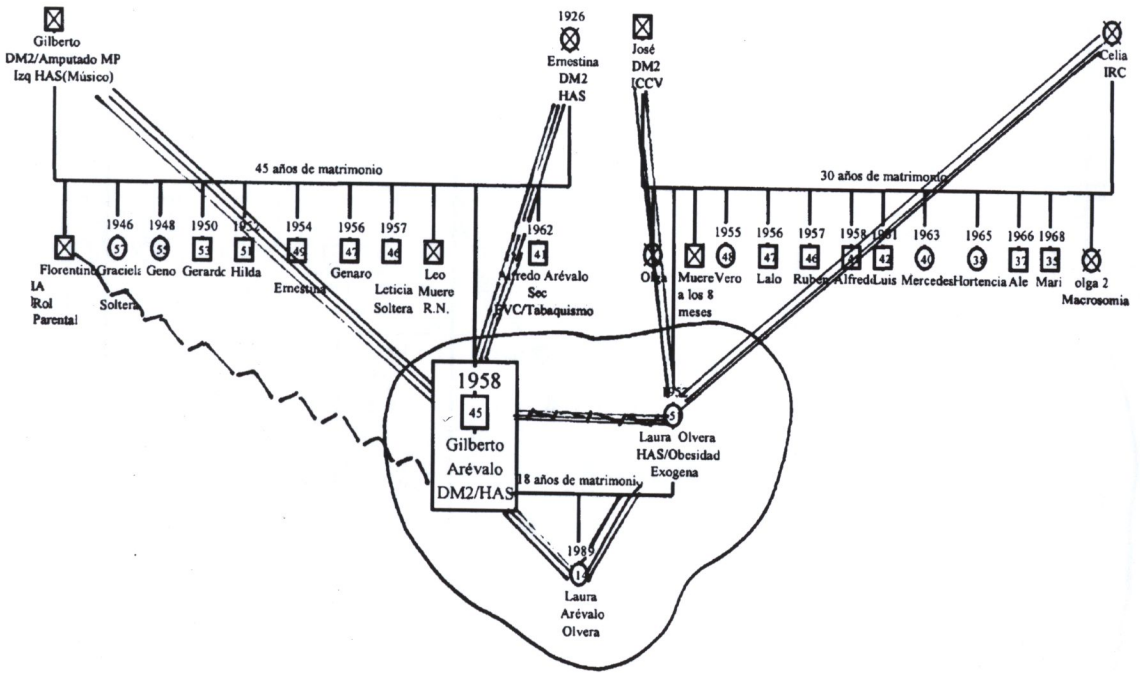 Gilberto
DM2/Amputado MP
Izq HAS(Músico)
1926
Ernestina
DM2
HAS
José
DM2
ICCV
Celia
IRC
45 años de matrimonio
30 años de matrimonio
Florentino
IA
Rol
Parental
1946
57
Graciela
Soltera
1948
55
Geno
1950
53
Gerardo
1952
51
Hilda
1954
49
Ernestina
1956
47
Genaro
1957
46
Leticia
Soltera
Leo
Muere
R.N.
1962
41
Alfredo Arévalo
Sec
EVC/Tabaquismo
Olga
Muere
a los 8
meses
1955
48
Vero
1956
47
Lalo
1957
46
Rubén
1958
Alfredo
1961
42
Luis
1963
40
Mercedes
1965
38
Hortencia
1966
37
Ale
1968
35
Mari
olga 2
Macrosomia
1958
45
Gilberto
Arévalo
DM2/HAS
Laura Olvera
HAS/Obesidad
Exogena
18 años de matrimoni
1989
14
Laura
Arévalo
Olvera